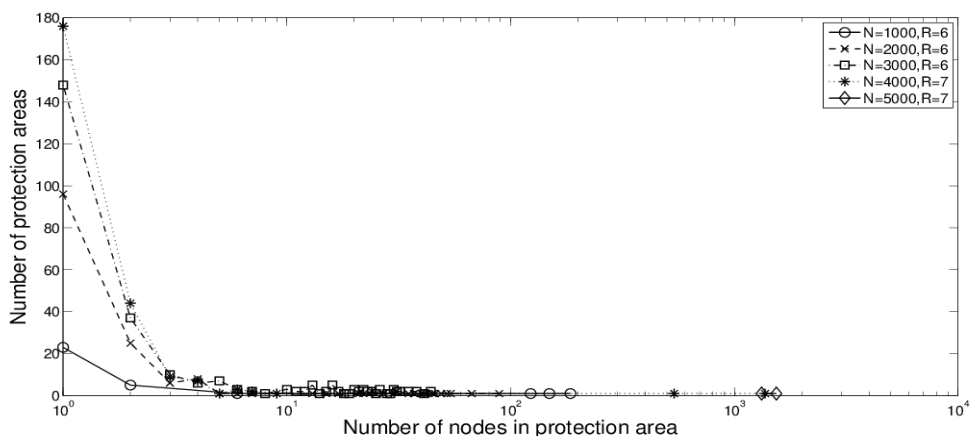 180
160
140
120
100
80
60
40
20
0
Number of protection areas
10^0
10^1
10^2
10^3
10^4
Number of nodes in protection area
N=1000,R=6
N=2000,R=6
N=3000,R=6
N=4000,R=7
N=5000,R=7